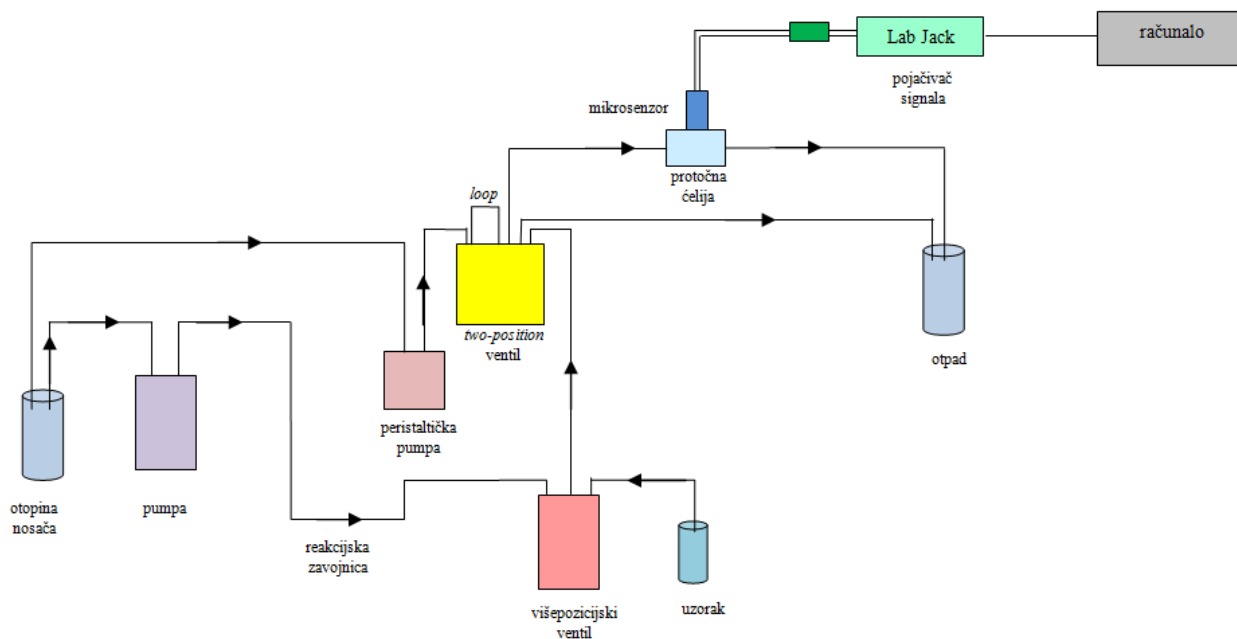 Lab Jack
računalo
pojačivač
signala
mikrosenzor
protočna
ćelija
loop
two-position
ventil
otpad
peristaltička
pumpa
otopina
nosača
pumpa
reakcijska
zavojnica
višepozicijski
ventil
uzorak